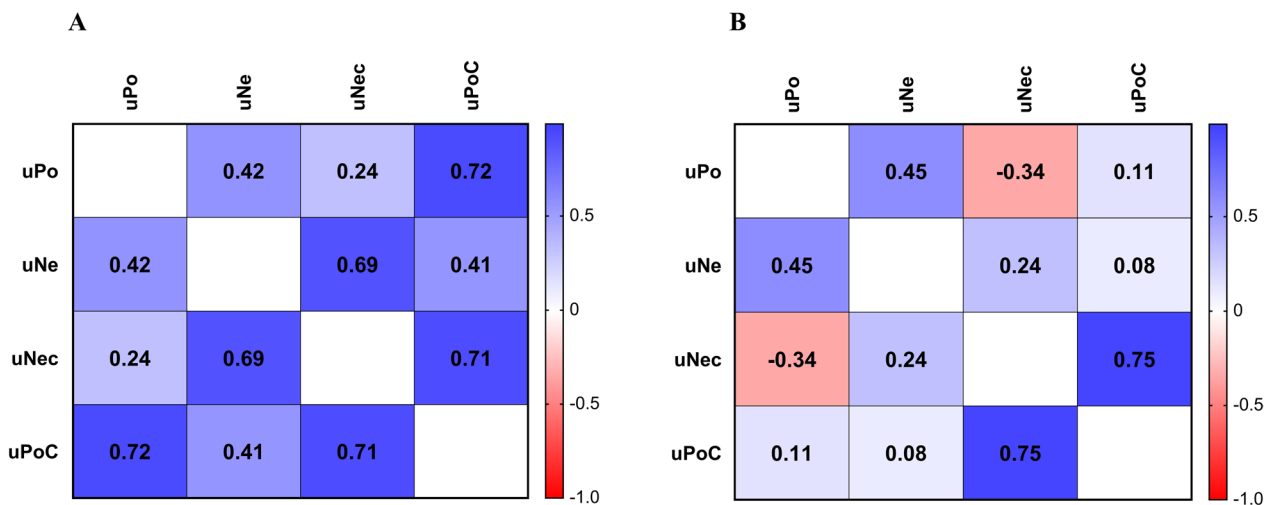 A
uPo uNe uNec uPoC
uPo 0.42 0.24 0.72
uNe 0.42 0.69 0.41
uNec 0.24 0.69 0.71
uPoC 0.72 0.41 0.71
0.5
0
-0.5
-1.0
B
uPo uNe uNec uPoC
uPo 0.45 -0.34 0.11
uNe 0.45 0.24 0.08
uNec -0.34 0.24 0.75
uPoC 0.11 0.08 0.75
0.5
0
-0.5
-1.0